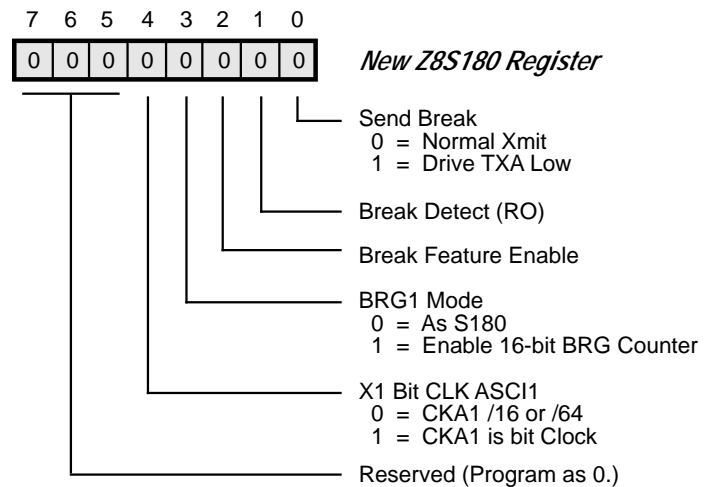 7 6 5 4 3 2 1 0
0 0 0 0 0 0 0 0
New Z8S180 Register
Send Break
0 = Normal Xmit
1 = Drive TXA Low
Break Detect (RO)
Break Feature Enable
BRG1 Mode
0 = As S180
1 = Enable 16-bit BRG Counter
X1 Bit CLK ASCI1
0 = CKA1 /16 or /64
1 = CKA1 is bit Clock
Reserved (Program as 0.)